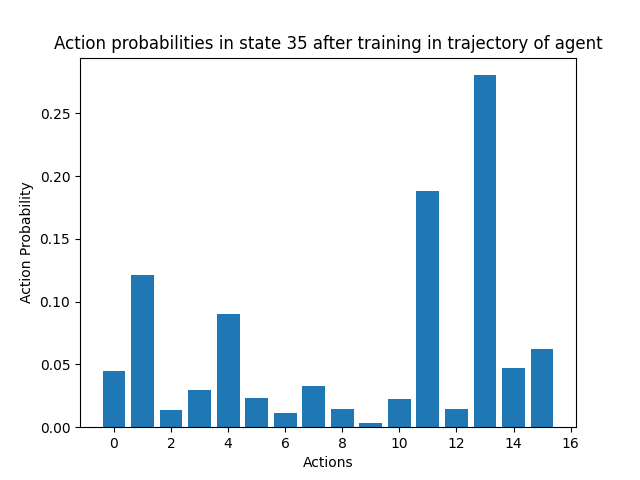 Action probabilities in state 35 after training in trajectory of agent
0.25
0.20
0.15
0.10
0.05
0.00
Action Probability
0 2 4 6 8 10 12 14 16
Actions